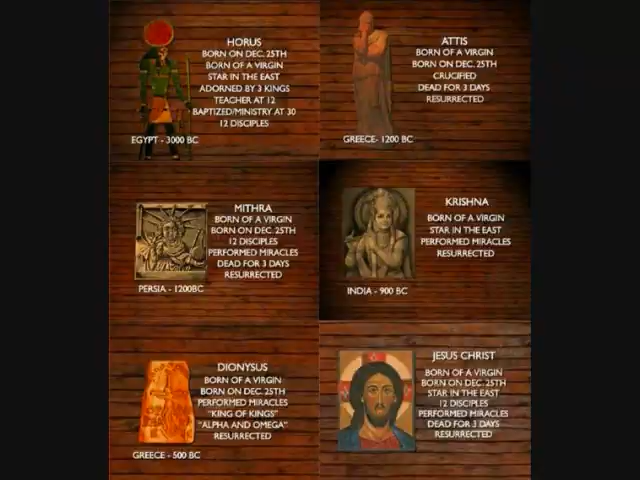 HORUS
BORN ON DEC. 25TH
BORN OF A VIRGIN
STAR IN THE EAST
ADORNED BY 3 KINGS
TEACHER AT 12
BAPTIZED/MINISTRY AT 30
12 DISCIPLES
EGYPT - 3000 BC
ATTIS
BORN OF A VIRGIN
BORN ON DEC. 25TH
CRUCIFIED
DEAD FOR 3 DAYS
RESURRECTED
GREECE- 1200 BC
MITHRA
BORN OF A VIRGIN
BORN ON DEC. 25TH
12 DISCIPLES
PERFORMED MIRACLES
DEAD FOR 3 DAYS
RESURRECTED
PERSIA - 1200BC
KRISHNA
BORN OF A VIRGIN
STAR IN THE EAST
PERFORMED MIRACLES
RESURRECTED
INDIA - 900 BC
DIONYSUS
BORN OF A VIRGIN
BORN ON DEC. 25TH
PERFORMED MIRACLES
"KING OF KINGS"
"ALPHA AND OMEGA"
RESURRECTED
GREECE - 500 BC
JESUS CHRIST
BORN OF A VIRGIN
BORN ON DEC. 25TH
STAR IN THE EAST
12 DISCIPLES
PERFORMED MIRACLES
DEAD FOR 3 DAYS
RESURRECTED